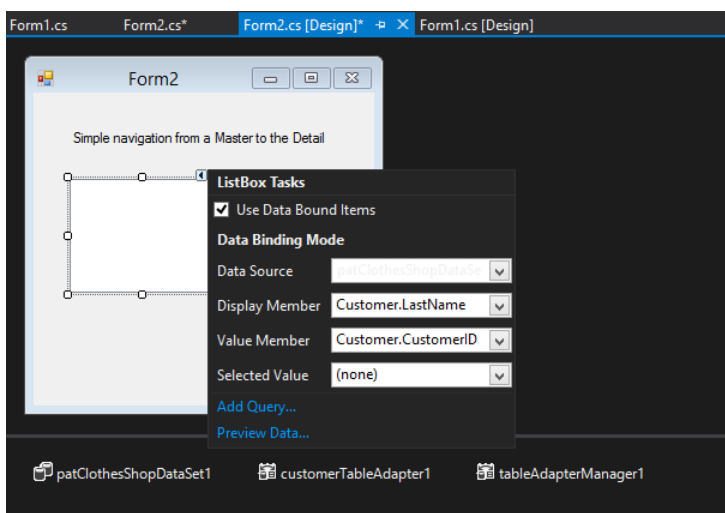 Form1.cs Form2.cs* Form2.cs [Design]* Form1.cs [Design]
Form2
Simple navigation from a Master to the Detail
ListBox Tasks
Use Data Bound Items
Data Binding Mode
Data Source patClothesShopDataSe
Display Member Customer.LastName
Value Member Customer.CustomerID
Selected Value (none)
Add Query...
Preview Data...
patClothesShopDataSet1 customerTableAdapter1 tableAdapterManager1